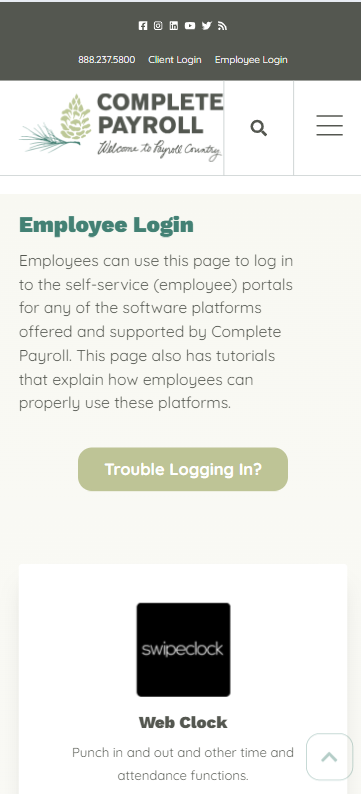 888.237.5800 Client Login Employee Login
COMPLETE
PAYROLL
Welcome to Payroll Country
Employee Login
Employees can use this page to log in
to the self-service (employee) portals
for any of the software platforms
offered and supported by Complete
Payroll. This page also has tutorials
that explain how employees can
properly use these platforms.
Trouble Logging In?
swipeclock
Web Clock
Punch in and out and other time and
attendance functions.